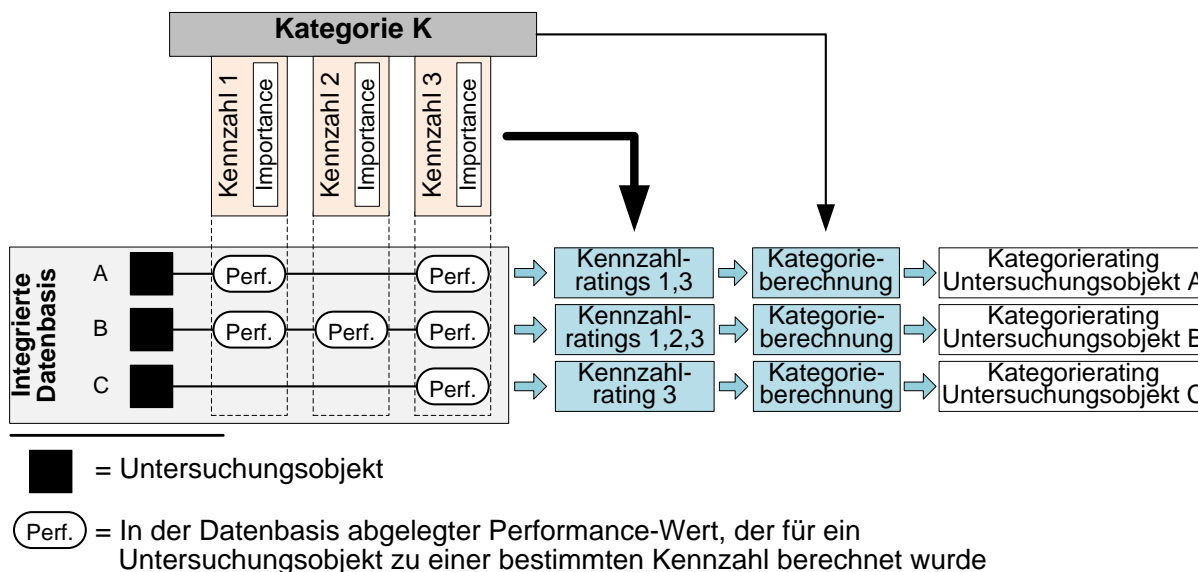 Kategorie K
Kennzahl 1
Importance
Kennzahl 2
Importance
Kennzahl 3
Importance
Integrierte
Datenbasis
A
Perf.
Perf.
Kennzahl-
ratings 1,3
Kategorie-
berechnung
Kategorierating
Untersuchungsobjekt A
B
Perf.
Perf.
Perf.
Kennzahl-
ratings 1,2,3
Kategorie-
berechnung
Kategorierating
Untersuchungsobjekt B
C
Perf.
Kennzahl-
rating 3
Kategorie-
berechnung
Kategorierating
Untersuchungsobjekt C
= Untersuchungsobjekt
Perf. = In der Datenbasis abgelegter Performance-Wert, der für ein
Untersuchungsobjekt zu einer bestimmten Kennzahl berechnet wurde